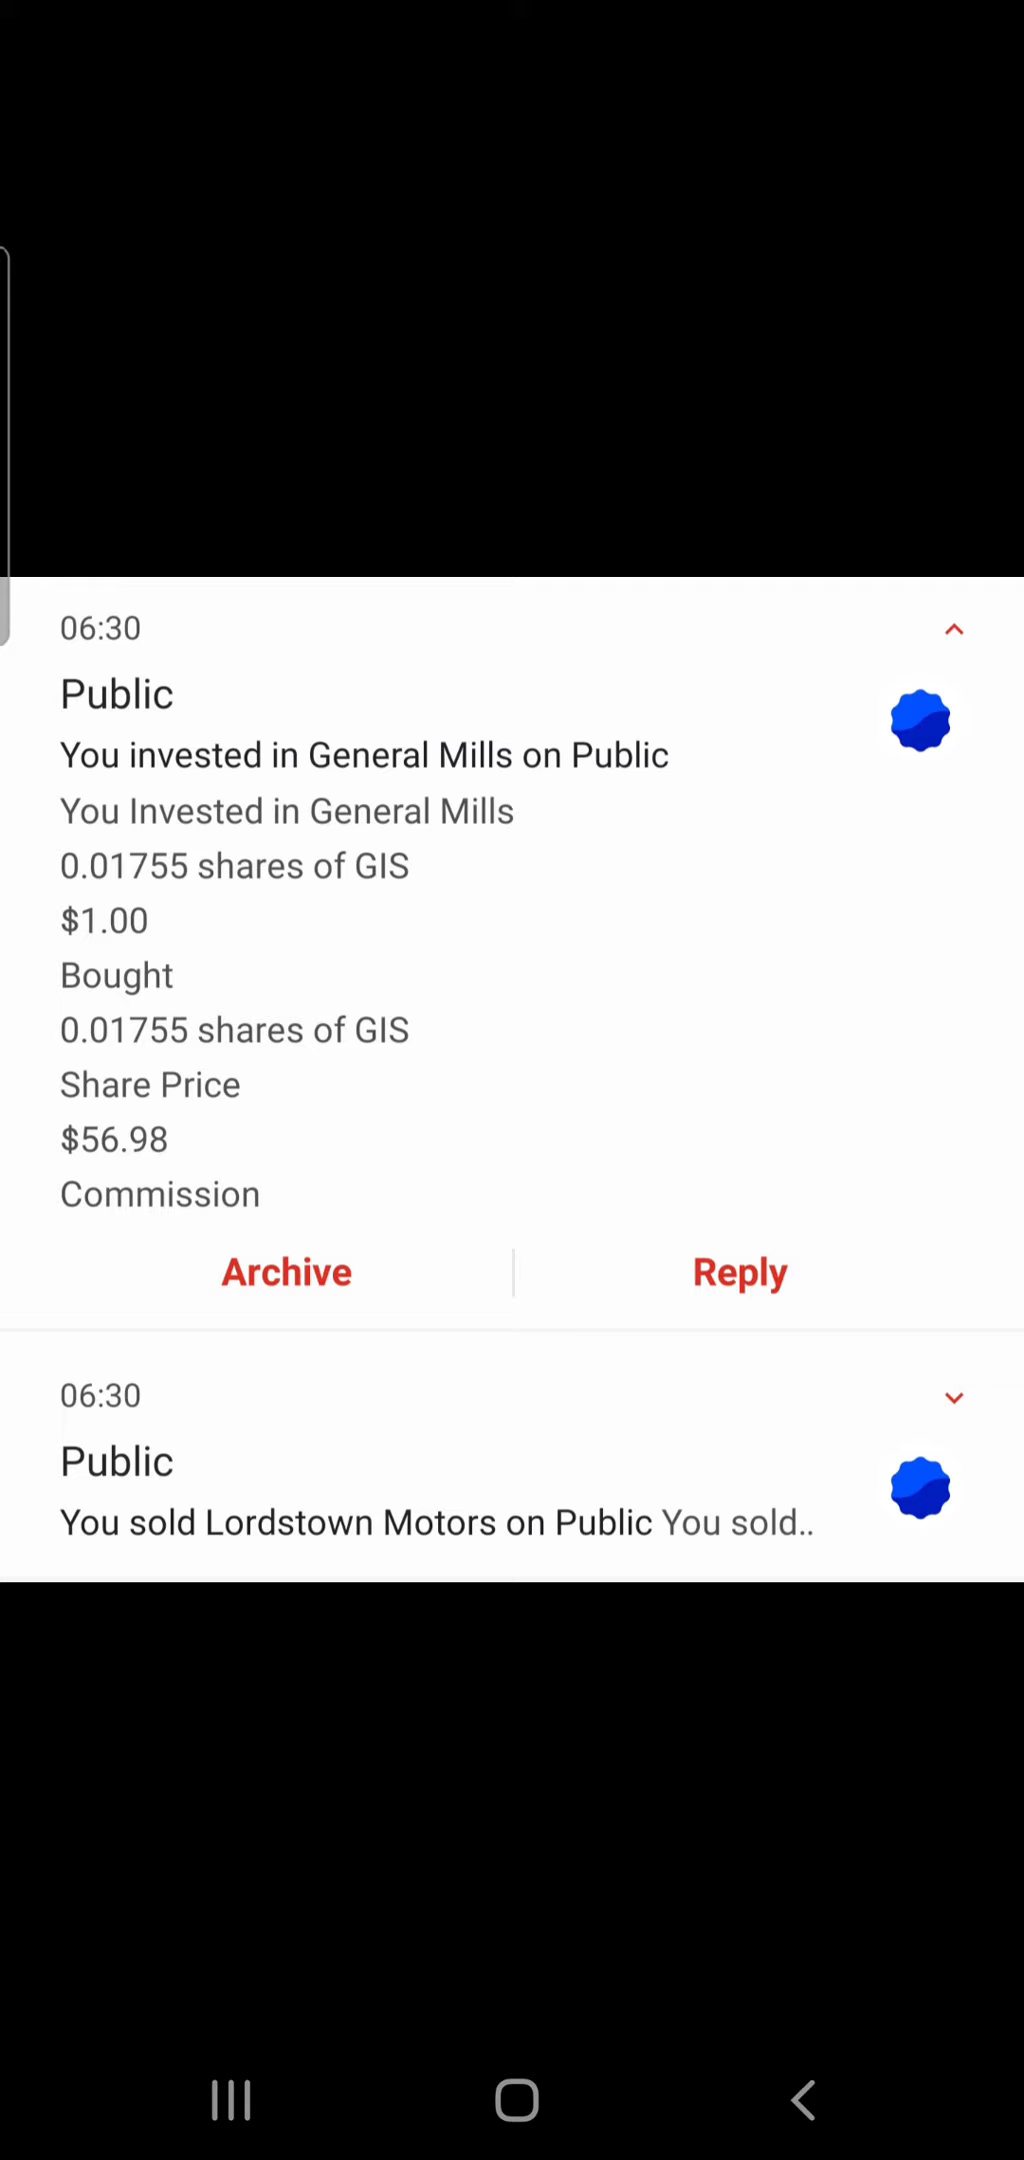 06:30
Public
You invested in General Mills on Public
You Invested in General Mills
0.01755 shares of GIS
$1.00
Bought
0.01755 shares of GIS
Share Price
$56.98
Commission
Archive
Reply
06:30
Public
You sold Lordstown Motors on Public You sold..